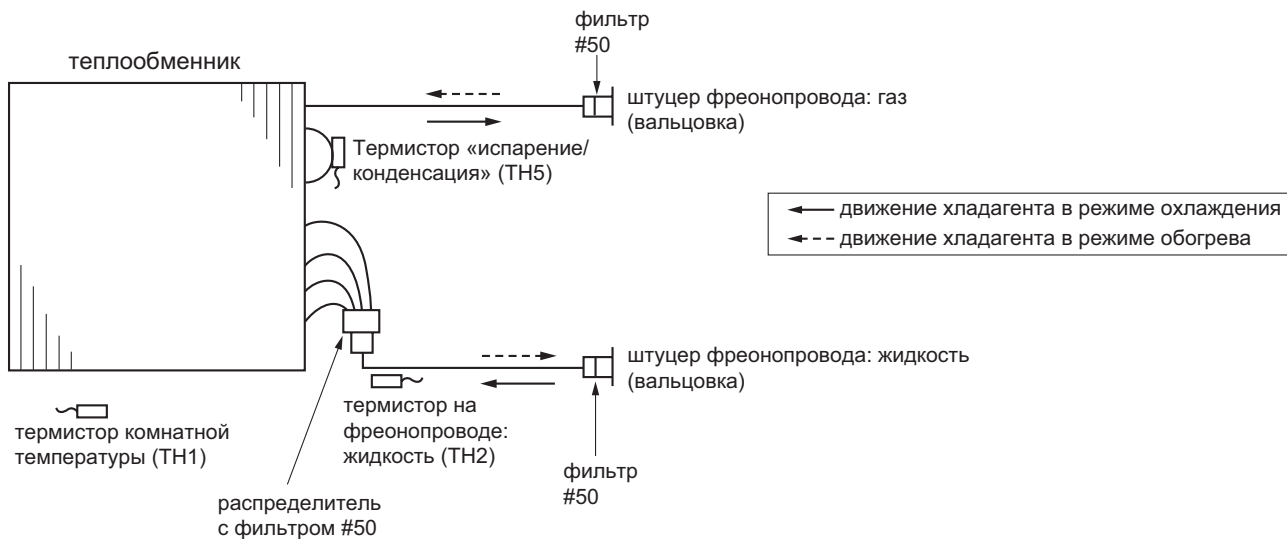 фильтр
#50
теплообменник
штуцер фреонопровода: газ
(вальцовка)
Термистор «испарение/
конденсация» (TH5)
движение хладагента в режиме охлаждения
движение хладагента в режиме обогрева
штуцер фреонопровода: жидкость
(вальцовка)
термистор комнатной
температуры (TH1)
термистор на
фреонопроводе:
жидкость (TH2)
фильтр
#50
распределитель
с фильтром #50